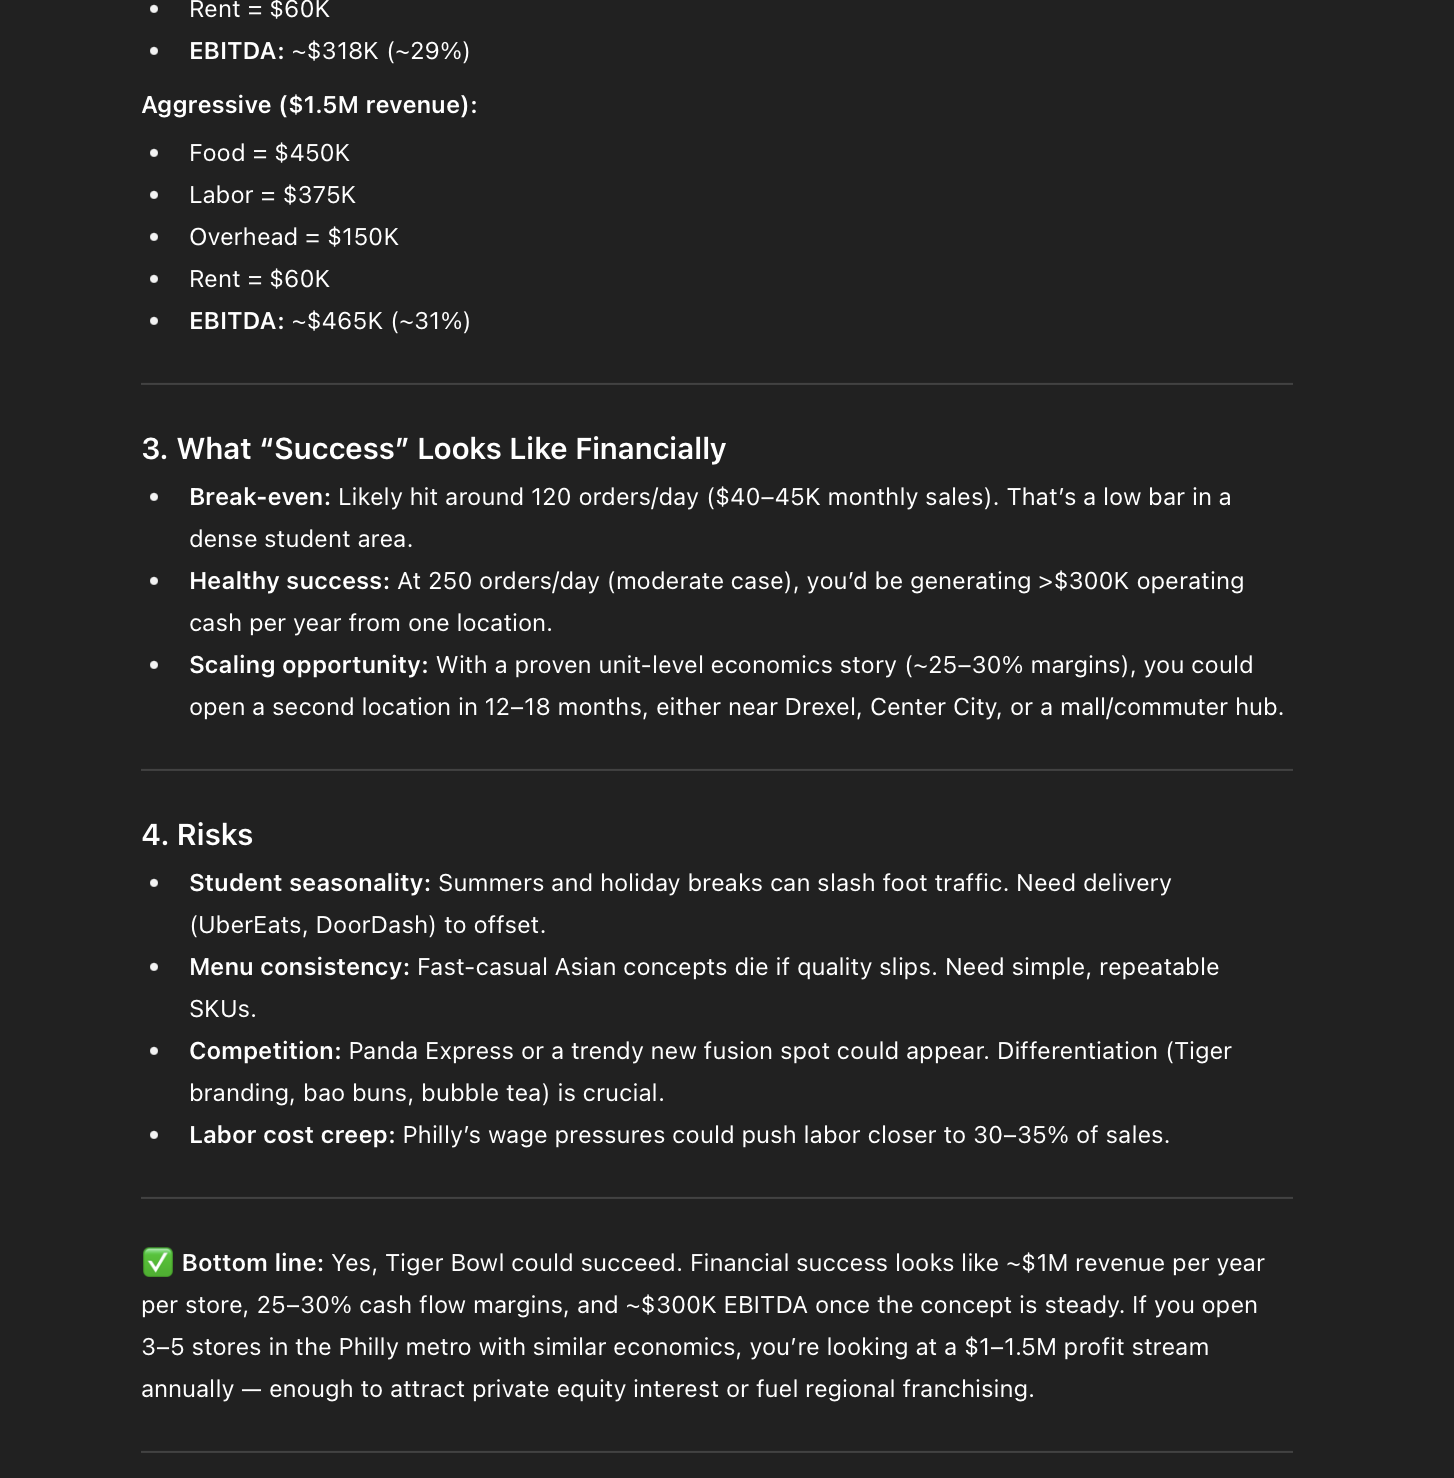 • Rent = $60K
• EBITDA: ~$318K (~29%)
Aggressive ($1.5M revenue):
• Food = $450K
• Labor = $375K
• Overhead = $150K
• Rent = $60K
• EBITDA: ~$465K (~31%)
3. What “Success” Looks Like Financially
• Break-even: Likely hit around 120 orders/day ($40–45K monthly sales). That’s a low bar in a
dense student area.
• Healthy success: At 250 orders/day (moderate case), you’d be generating >$300K operating
cash per year from one location.
• Scaling opportunity: With a proven unit-level economics story (~25–30% margins), you could
open a second location in 12–18 months, either near Drexel, Center City, or a mall/commuter hub.
4. Risks
• Student seasonality: Summers and holiday breaks can slash foot traffic. Need delivery
(UberEats, DoorDash) to offset.
• Menu consistency: Fast-casual Asian concepts die if quality slips. Need simple, repeatable
SKUs.
• Competition: Panda Express or a trendy new fusion spot could appear. Differentiation (Tiger
branding, bao buns, bubble tea) is crucial.
• Labor cost creep: Philly’s wage pressures could push labor closer to 30–35% of sales.
✅ Bottom line: Yes, Tiger Bowl could succeed. Financial success looks like ~$1M revenue per year
per store, 25–30% cash flow margins, and ~$300K EBITDA once the concept is steady. If you open
3–5 stores in the Philly metro with similar economics, you’re looking at a $1–1.5M profit stream
annually — enough to attract private equity interest or fuel regional franchising.